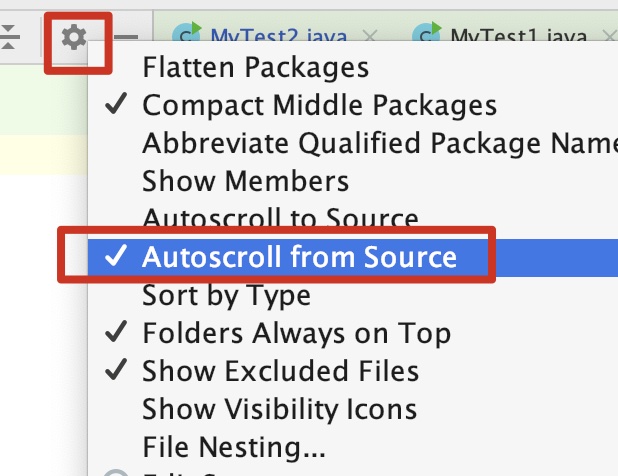 MyTest2.java
MyTest1.java
Flatten Packages
Compact Middle Packages
Abbreviate Qualified Package Name
Show Members
Autoscroll to Source
Autoscroll from Source
Sort by Type
Folders Always on Top
Show Excluded Files
Show Visibility Icons
File Nesting...